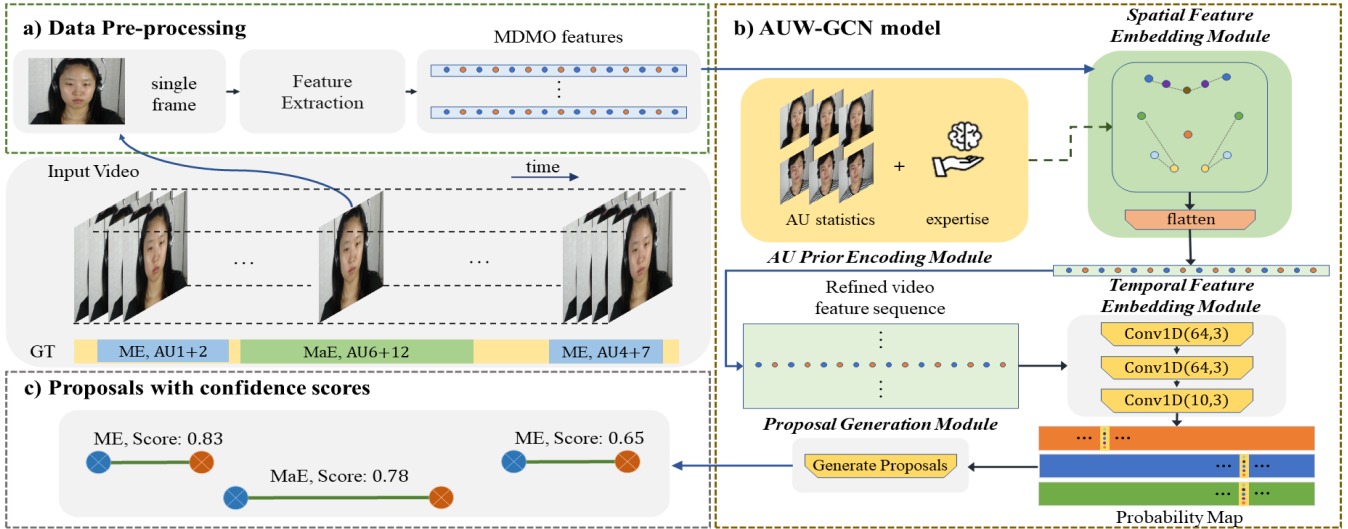 a) Data Pre-processing
MDMO features
single
frame
Feature
Extraction
⋮
Input Video
time
...
...
GT
ME, AU1+2
MaE, AU6+12
ME, AU4+7
c) Proposals with confidence scores
ME, Score: 0.83
ME, Score: 0.65
MaE, Score: 0.78
b) AUW-GCN model
Spatial Feature
Embedding Module
+
AU statistics
expertise
AU Prior Encoding Module
flatten
Refined video
feature sequence
⋮
⋮
Temporal Feature
Embedding Module
Conv1D(64,3)
Conv1D(64,3)
Conv1D(10,3)
Proposal Generation Module
Generate Proposals
... ...
... ...
... ...
Probability Map